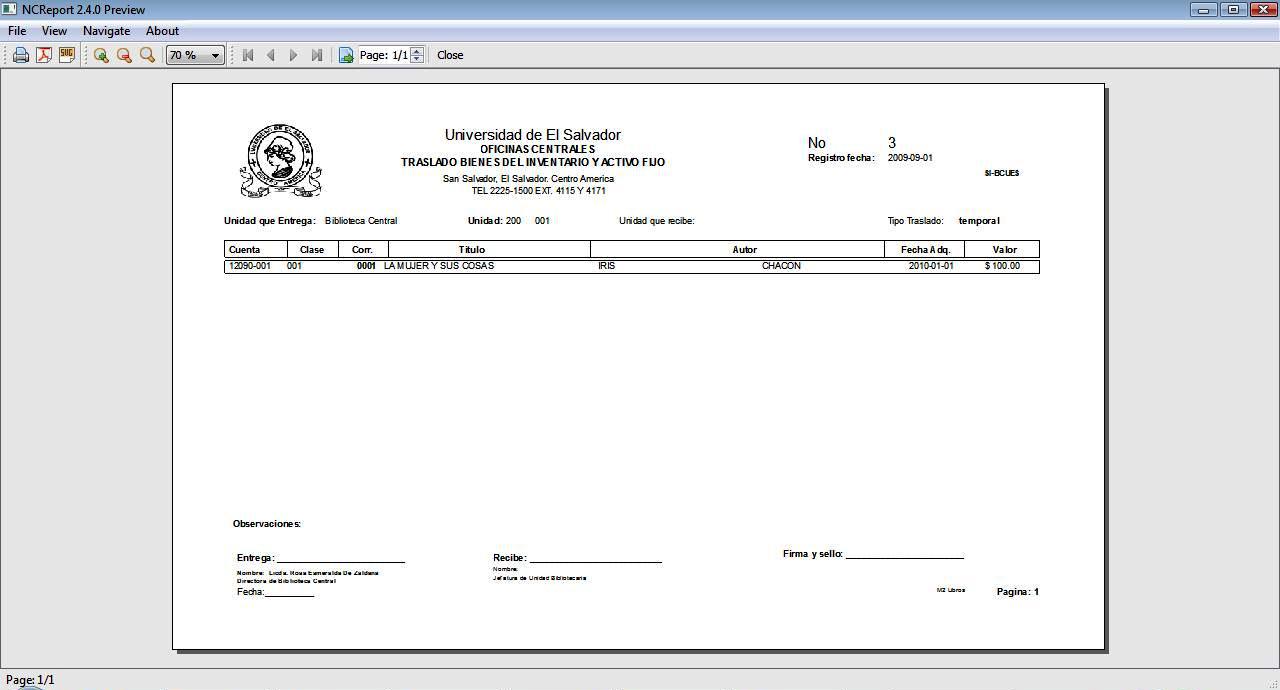 NCReport 2.4.0 Preview
File View Navigate About
SVG 70 % Page: 1/1 Close
Universidad de El Salvador
OFICINAS CENTRALES
TRASLADO BIENES DEL INVENTARIO Y ACTIVO FIJO
San Salvador, El Salvador. Centro America
TEL 2225-1500 EXT. 4115 Y 4171
No 3
Registro fecha: 2009-09-01
SI-BCUES
Unidad que Entrega: Biblioteca Central Unidad: 200 001 Unidad que recibe: Tipo Traslado: temporal
Cuenta Clase Corr. Titulo Autor Fecha Adq. Valor
12090-001 001 0001 LA MUJER Y SUS COSAS IRIS CHACON 2010-01-01 $ 100.00
Observaciones:
Entrega: Recibe: Firma y sello:
Nombre: Licda. Rosa Esmeralda De Zaldana Nombre:
Directora de Biblioteca Central Jefatura de Unidad Bibliotecaria
Fecha: M2 Libros Pagina: 1
Page: 1/1